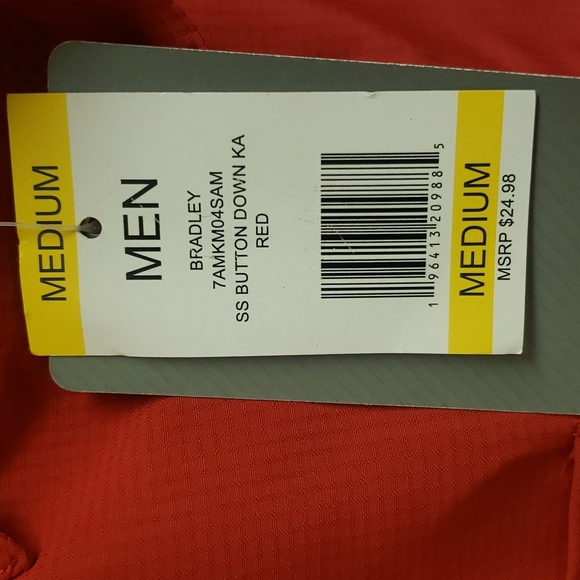 MEDIUM
MEN
BRADLEY
7AMKM04SAM
SS BUTTON DOWN KA
RED
1 96413 20988 5
MEDIUM
MSRP $24.98